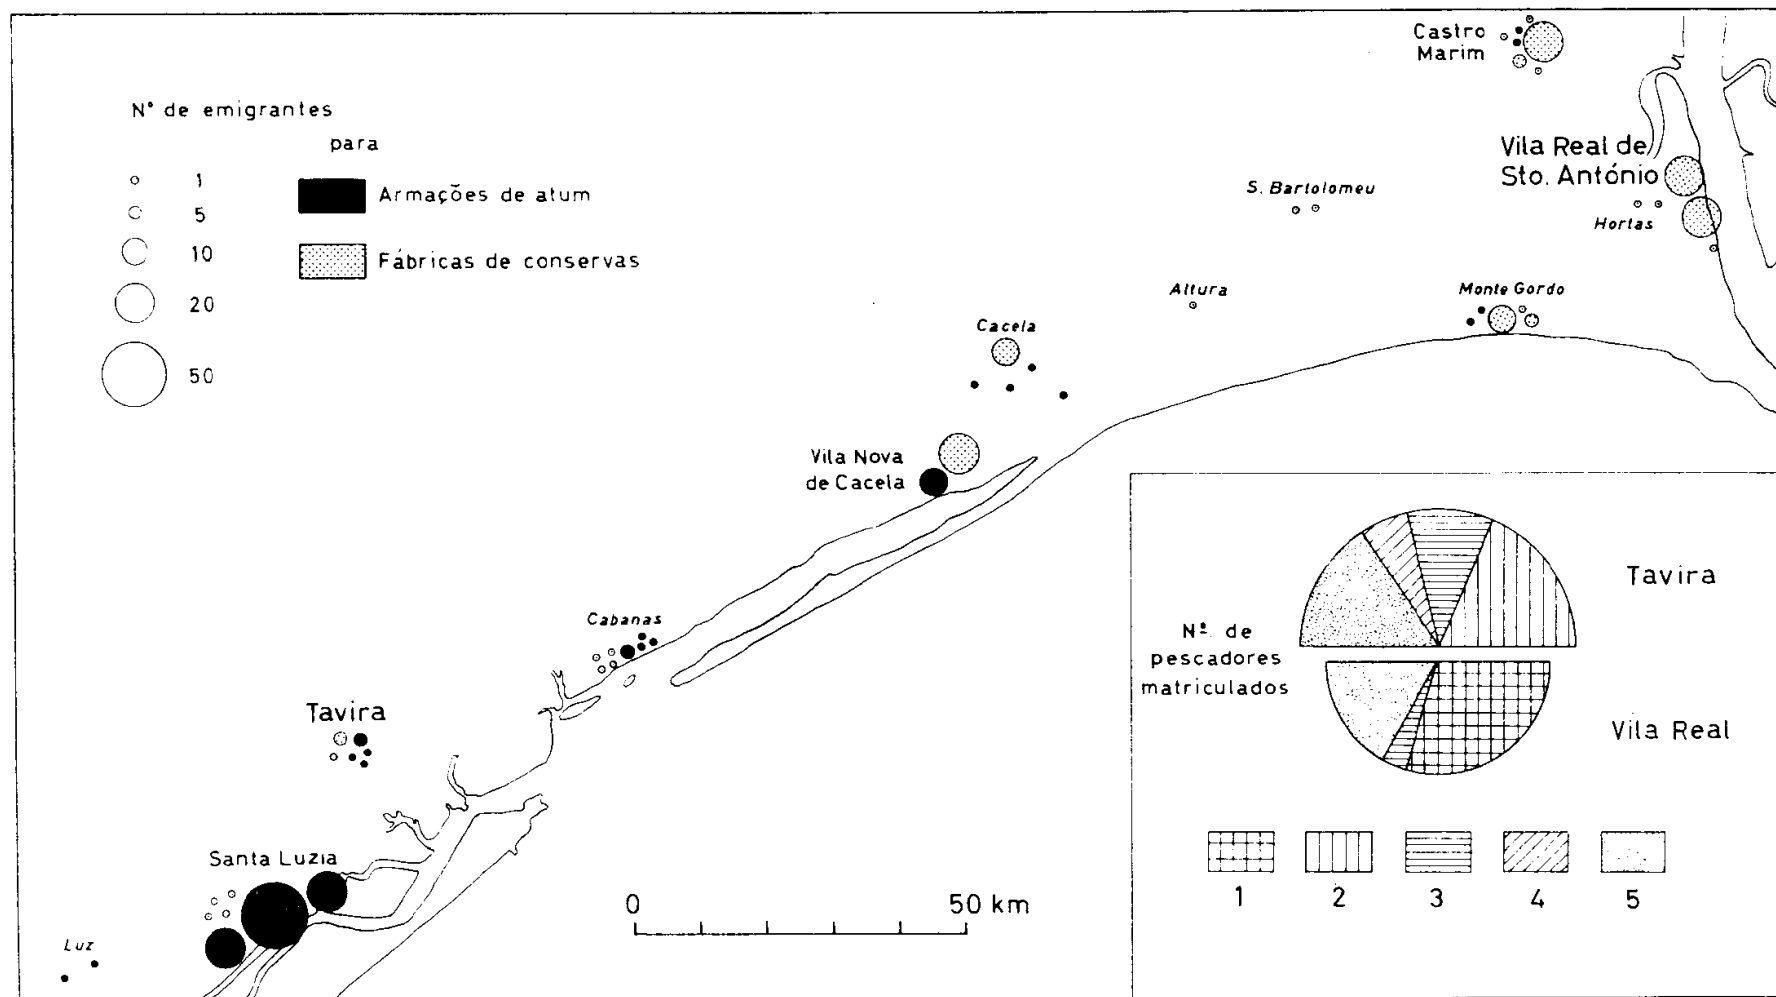 Castro
Marim
Nº de emigrantes
para
1
Armações de atum
5
10
Fábricas de conservas
20
50
Vila Real de
Sto. António
S. Bartolomeu
Hortas
Altura
Monte Gordo
Cacela
Vila Nova
de Cacela
Cabanas
Tavira
Santa Luzia
Luz
0
50 km
Tavira
Nº. de
pescadores
matriculados
Vila Real
1
2
3
4
5